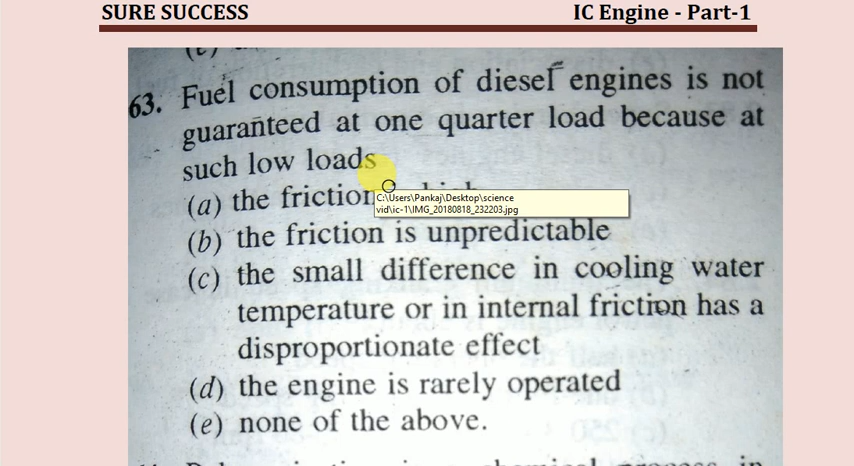 SURE SUCCESS IC Engine - Part-1
63. Fuel consumption of diesel engines is not
guaranteed at one quarter load because at
such low loads
(a) the friction
C:\Users\Pankaj\Desktop\science
vid\ic-1\IMG_20180818_232203.jpg
(b) the friction is unpredictable
(c) the small difference in cooling water
temperature or in internal friction has a
disproportionate effect
(d) the engine is rarely operated
(e) none of the above.